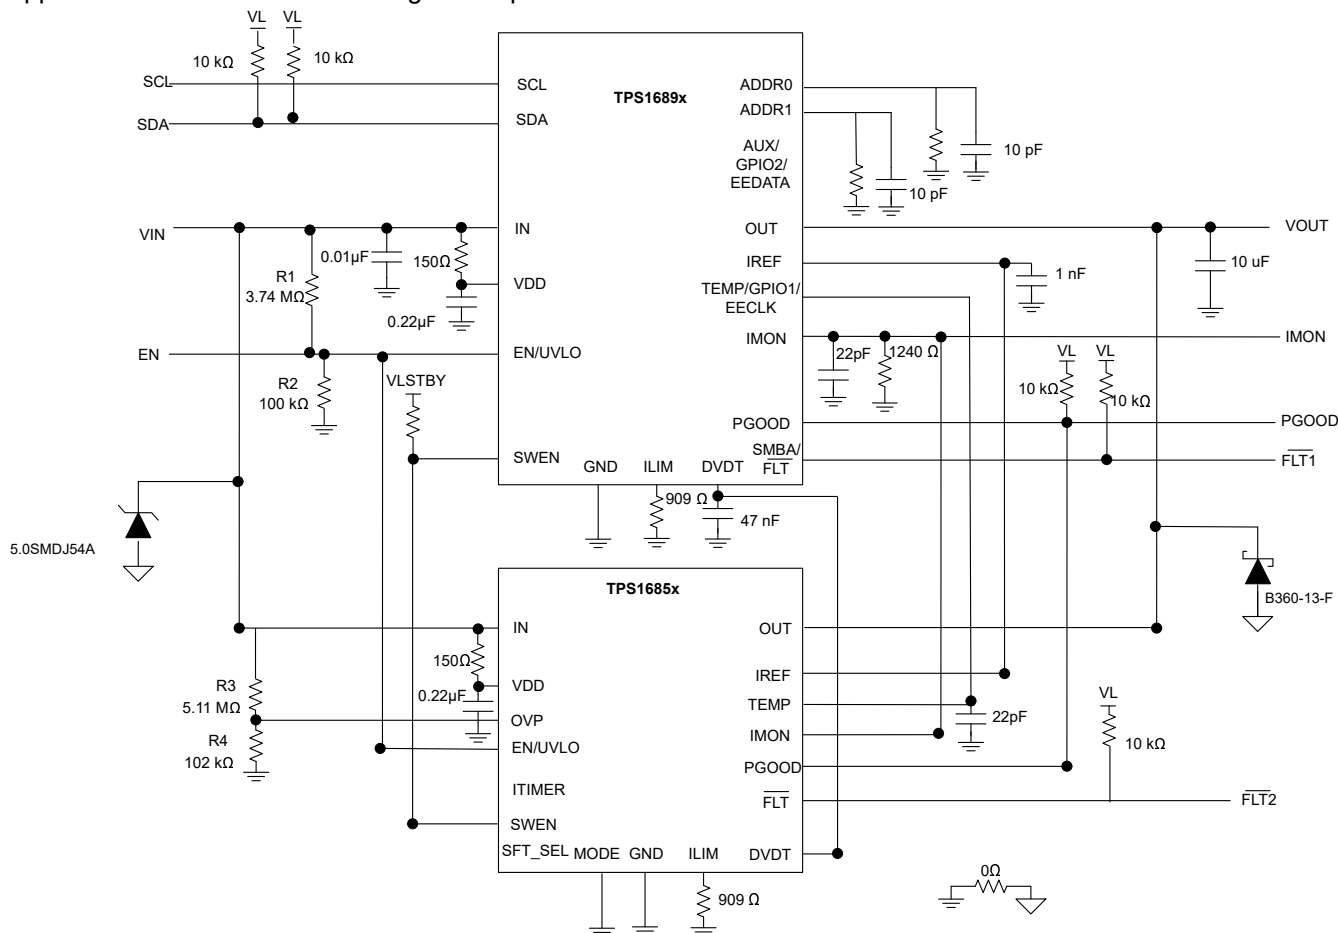 VL
VL
10 kΩ
10 kΩ
SCL
SDA
VIN
EN
R1
3.74 MΩ
0.01µF
150Ω
0.22µF
R2
100 kΩ
VLSTBY
5.0SMDJ54A
SCL
SDA
IN
VDD
EN/UVLO
SWEN
TPS1689x
ADDR0
ADDR1
AUX/
GPIO2/
EEDATA
OUT
IREF
TEMP/GPIO1/
EECLK
IMON
PGOOD
SMBA/
FLT
GND
ILIM
DVDT
909 Ω
47 nF
10 pF
10 pF
VOUT
10 uF
1 nF
IMON
22pF
1240 Ω
VL
VL
10 kΩ
10 kΩ
PGOOD
FLT1
B360-13-F
TPS1685x
IN
VDD
OVP
EN/UVLO
ITIMER
SWEN
SFT_SEL
MODE
GND
ILIM
DVDT
OUT
IREF
TEMP
IMON
PGOOD
FLT
150Ω
0.22µF
R3
5.11 MΩ
R4
102 kΩ
909 Ω
22pF
VL
10 kΩ
FLT2
0Ω